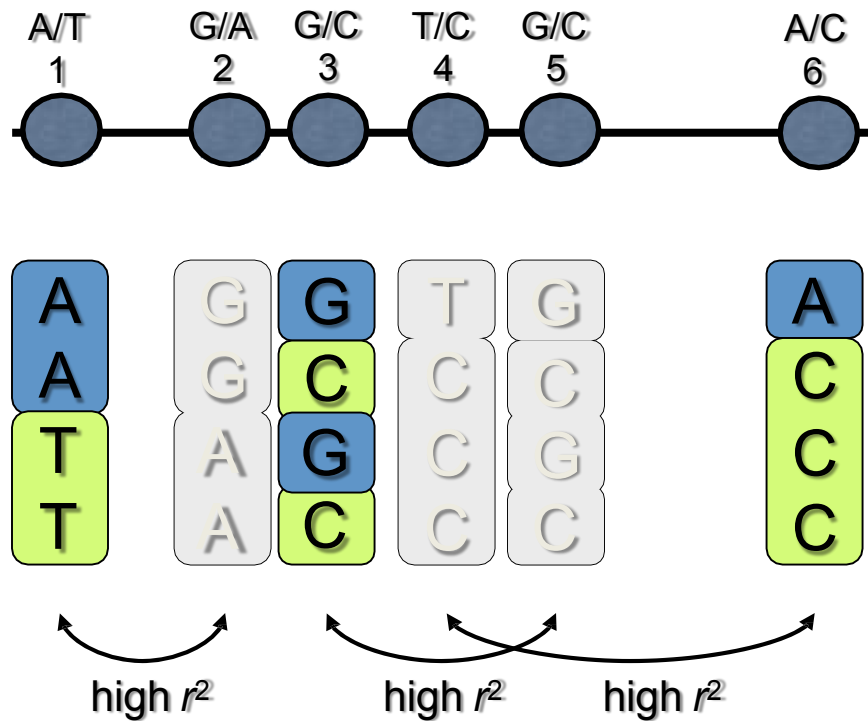 A/T G/A G/C T/C G/C A/C
1 2 3 4 5 6
A G G T G A
A G C C C C
T A G C G C
T A C C C C
high r² high r² high r²